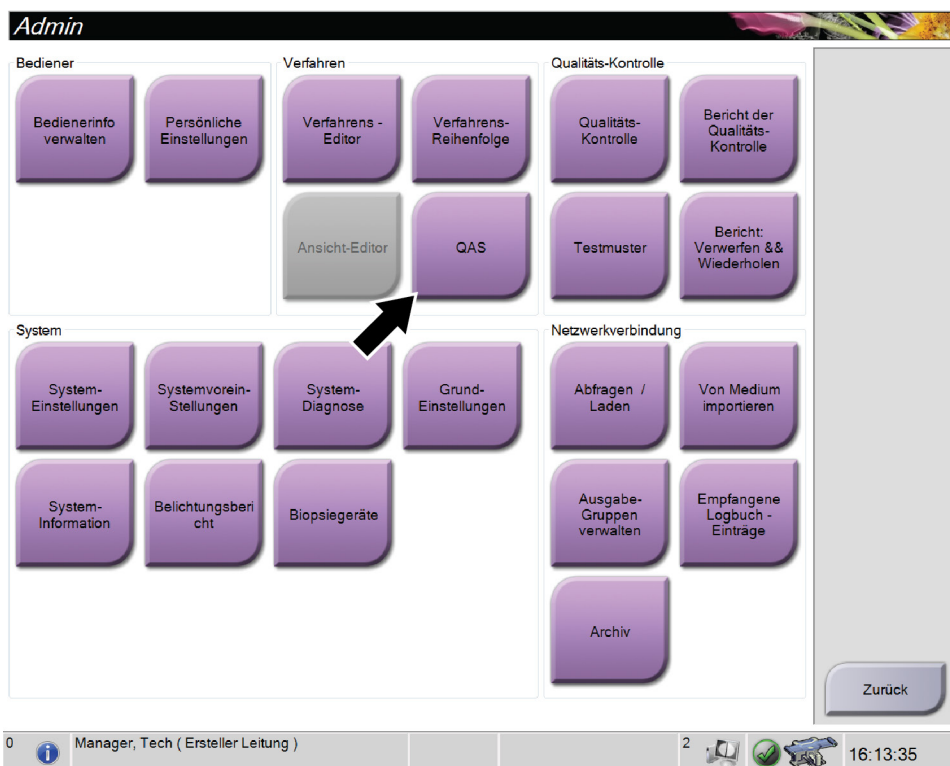 Admin
Bediener
Bedienerinfo
verwalten
Persönliche
Einstellungen
Verfahren
Verfahrens -
Editor
Verfahrens-
Reihenfolge
Ansicht-Editor
QAS
Qualitäts-Kontrolle
Qualitäts-
Kontrolle
Bericht der
Qualitäts-
Kontrolle
Testmuster
Bericht:
Verwerfen &&
Wiederholen
System
System-
Einstellungen
Systemvorein-
Stellungen
System-
Diagnose
Grund-
Einstellungen
System-
Information
Belichtungsberi
cht
Biopsiegeräte
Netzwerkverbindung
Abfragen /
Laden
Von Medium
importieren
Ausgabe-
Gruppen
verwalten
Empfangene
Logbuch -
Einträge
Archiv
Zurück
0
Manager, Tech ( Ersteller Leitung )
2
16:13:35